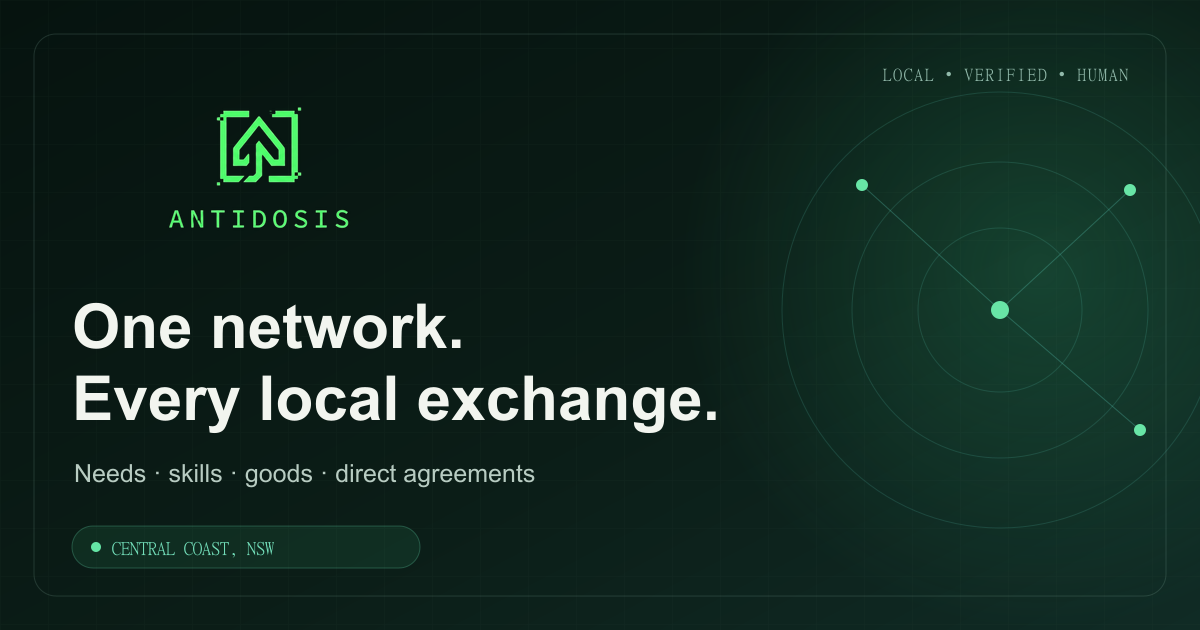 LOCAL • VERIFIED • HUMAN
ANTIDOSIS
One network.
Every local exchange.
Needs · skills · goods · direct agreements
CENTRAL COAST, NSW